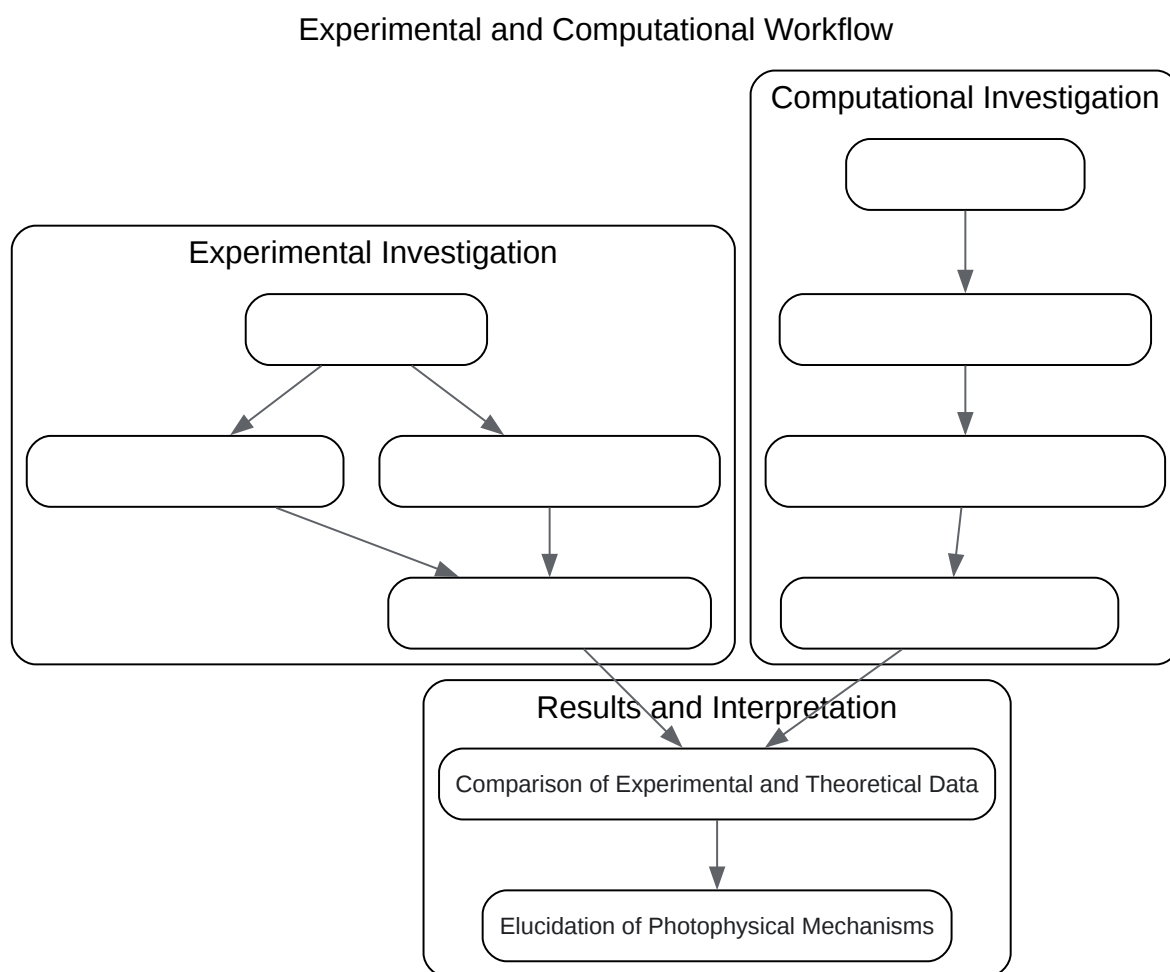 Experimental and Computational Workflow
Computational Investigation
Experimental Investigation
Results and Interpretation
Comparison of Experimental and Theoretical Data
Elucidation of Photophysical Mechanisms